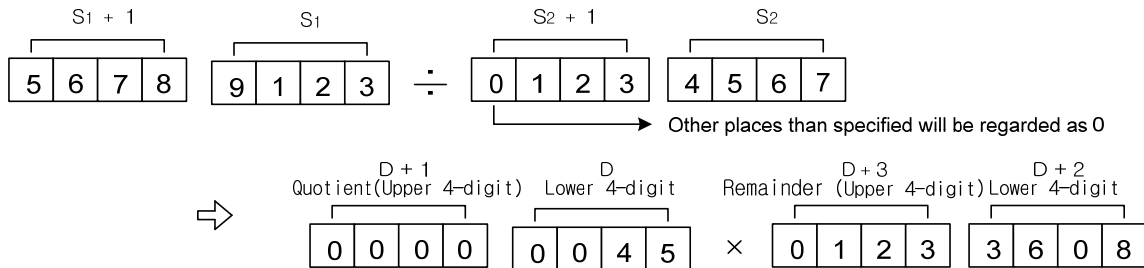 S1 + 1 S1 S2 + 1 S2
5 6 7 8 9 1 2 3 ÷ 0 1 2 3 4 5 6 7
Other places than specified will be regarded as 0
D + 1 D D + 3 D + 2
Quotient(Upper 4-digit) Lower 4-digit Remainder (Upper 4-digit) Lower 4-digit
⇨ 0 0 0 0 0 0 4 5 × 0 1 2 3 3 6 0 8